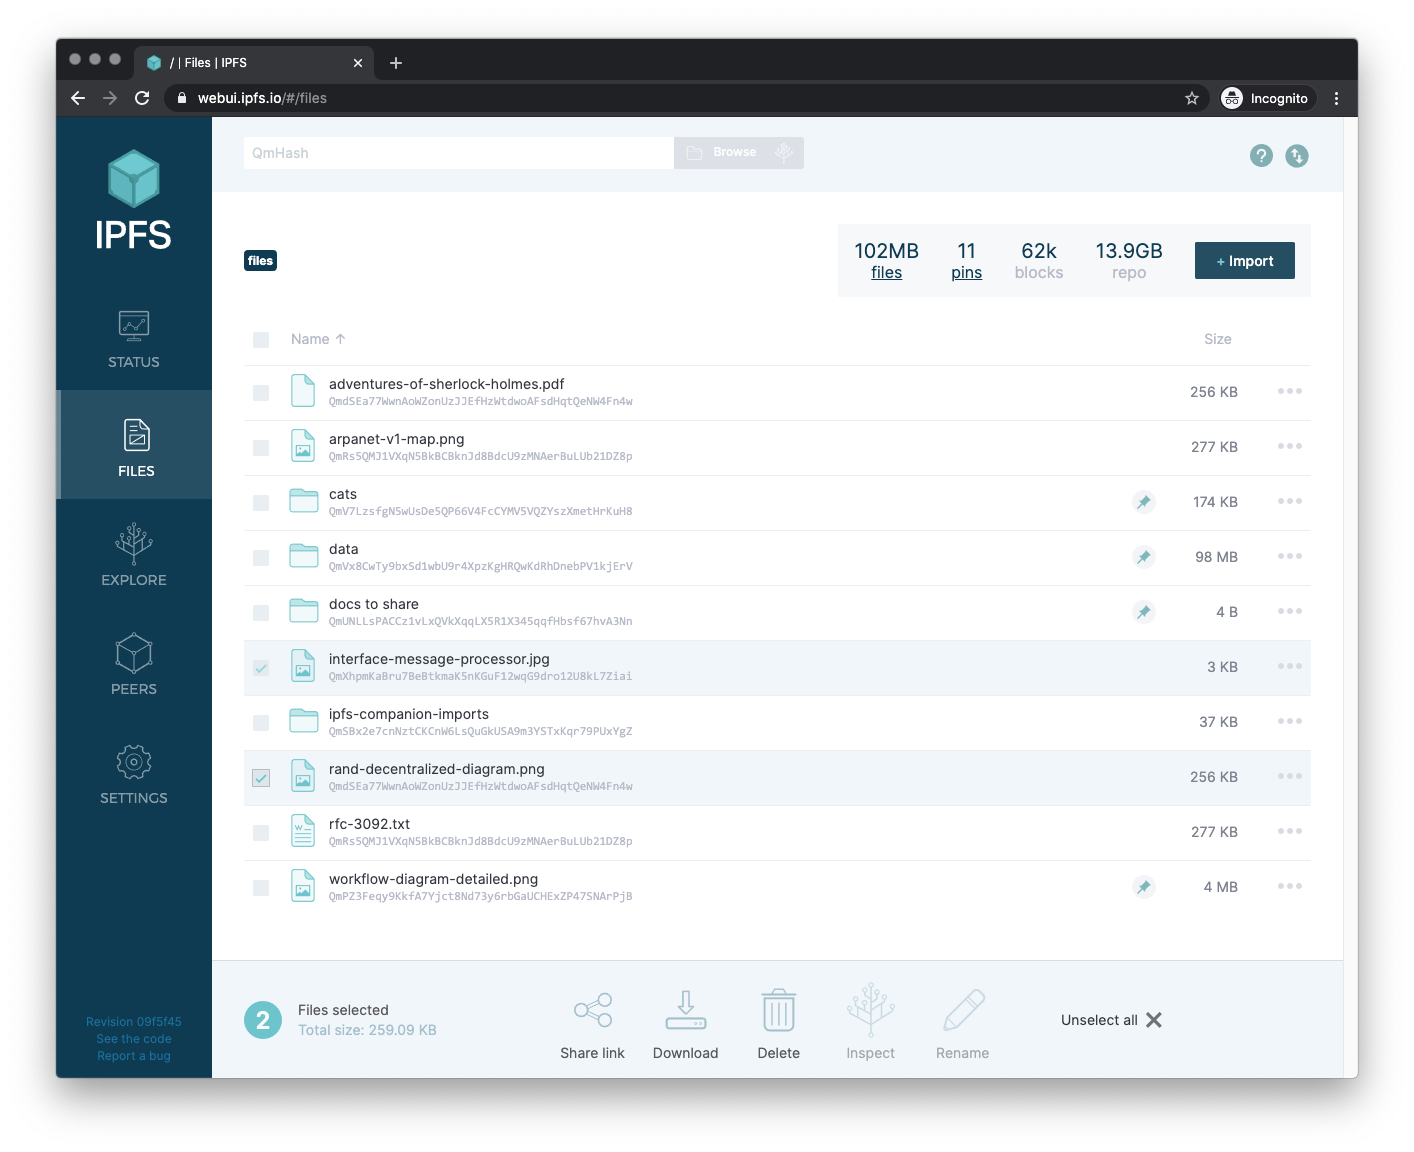 / | Files | IPFS
webui.ipfs.io/#/files
Incognito
QmHash
Browse
IPFS
files
102MB
files
11
pins
62k
blocks
13.9GB
repo
+ Import
STATUS
FILES
EXPLORE
PEERS
SETTINGS
Name ↑
Size
adventures-of-sherlock-holmes.pdf
QmdSEa77WwnAoWZonUzJJEfHzWtdwoAFsdHqtQeNW4Fn4w
256 KB
arpanet-v1-map.png
QmRs5QMJ1VXqN5BkBCBknJd8BdcU9zMNAerBuLUb21DZ8p
277 KB
cats
QmV7LzsfgN5wUsDe5QP66V4FcCYMV5VQZYszXmetHrKuH8
174 KB
data
QmVx8CwTy9bxSd1wbU9r4XpzKgHRQwKdRhDnebPV1kjErV
98 MB
docs to share
QmUNLLsPACCz1vLxQVkXqqLX5R1X345qqfHbsf67hvA3Nn
4 B
interface-message-processor.jpg
QmXhpmKaBru7BeBtkmaK5nKGuF12wqG9dro12U8kL7Ziai
3 KB
ipfs-companion-imports
QmSBx2e7cnNztCKCnW6LsQuGkUSA9m3YSTxKqr79PUxYgZ
37 KB
rand-decentralized-diagram.png
QmdSEa77WwnAoWZonUzJJEfHzWtdwoAFsdHqtQeNW4Fn4w
256 KB
rfc-3092.txt
QmRs5QMJ1VXqN5BkBCBknJd8BdcU9zMNAerBuLUb21DZ8p
277 KB
workflow-diagram-detailed.png
QmPZ3Feqy9KkfA7Yjct8Nd73y6rbGaUCHExZP47SNArPjB
4 MB
Revision 09f5f45
See the code
Report a bug
2
Files selected
Total size: 259.09 KB
Share link
Download
Delete
Inspect
Rename
Unselect all